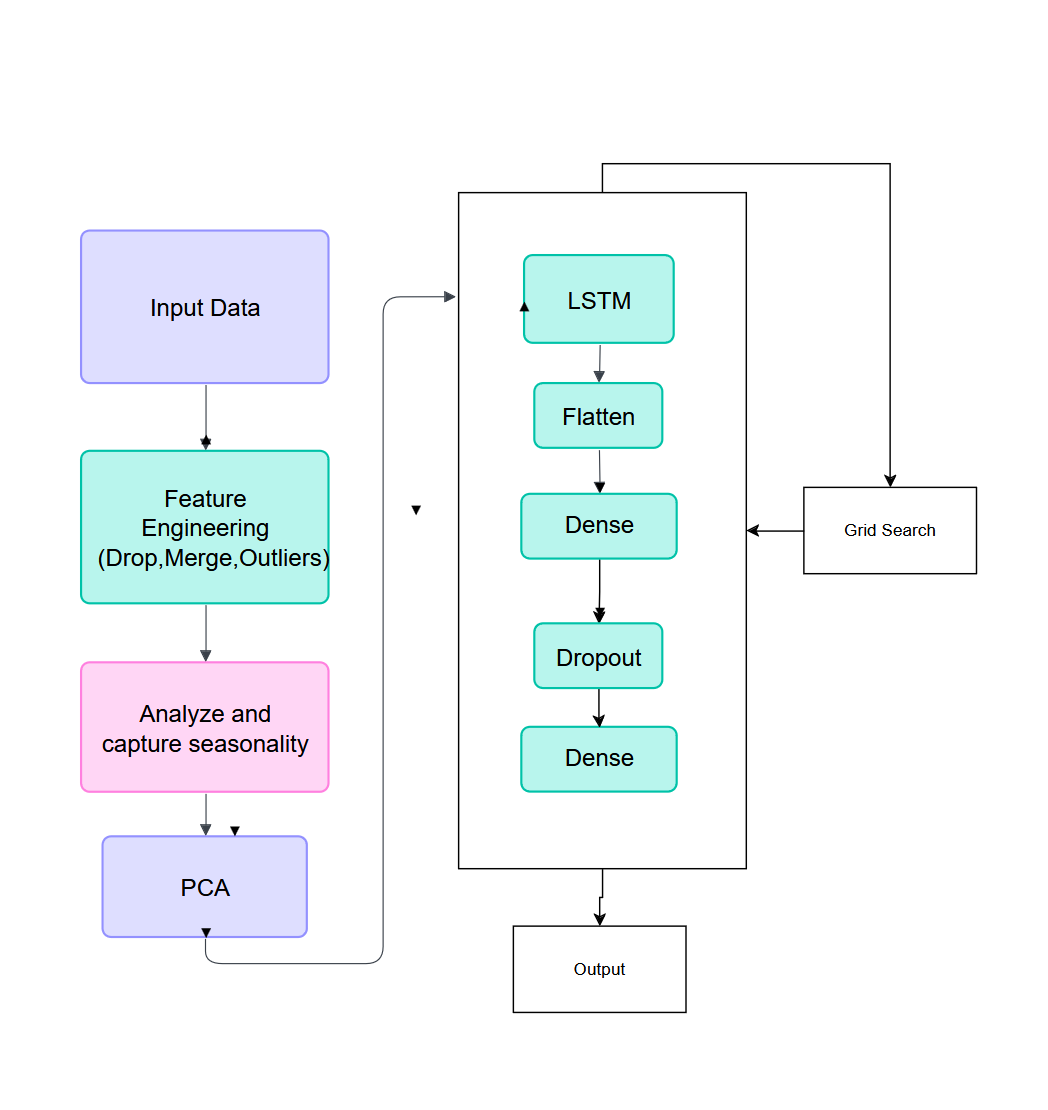 Input Data
Feature
Engineering
(Drop,Merge,Outliers)
Analyze and
capture seasonality
PCA
LSTM
Flatten
Dense
Dropout
Dense
Grid Search
Output